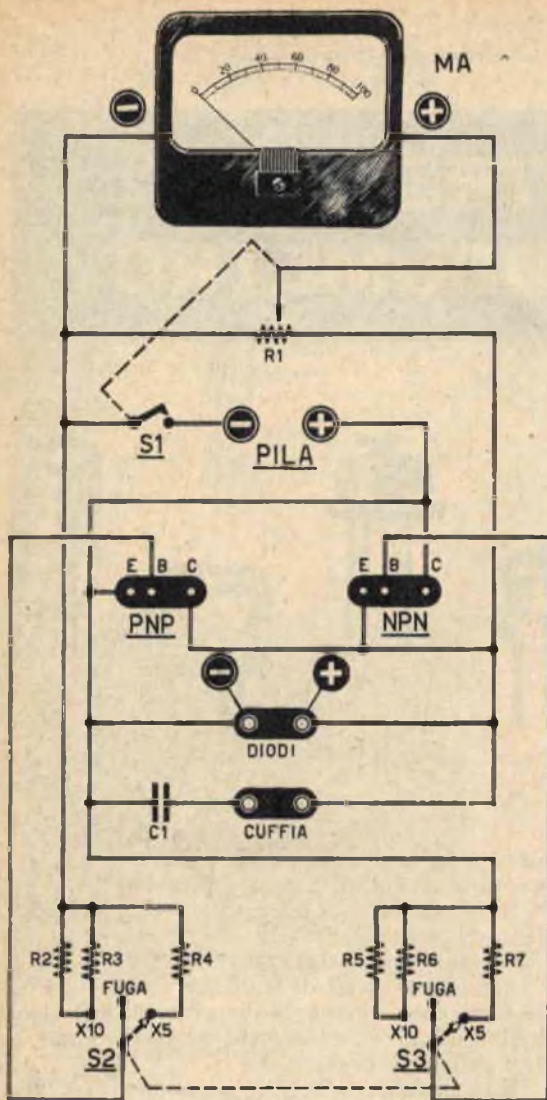 MA
0 20 40 60 80 100
R1
S1
PILA
E B C
E B C
PNP
NPN
DIODI
C1
CUFFIA
R2 R3 R4
R5 R6 R7
FUGA
FUGA
X10 X5
X10 X5
S2
S3